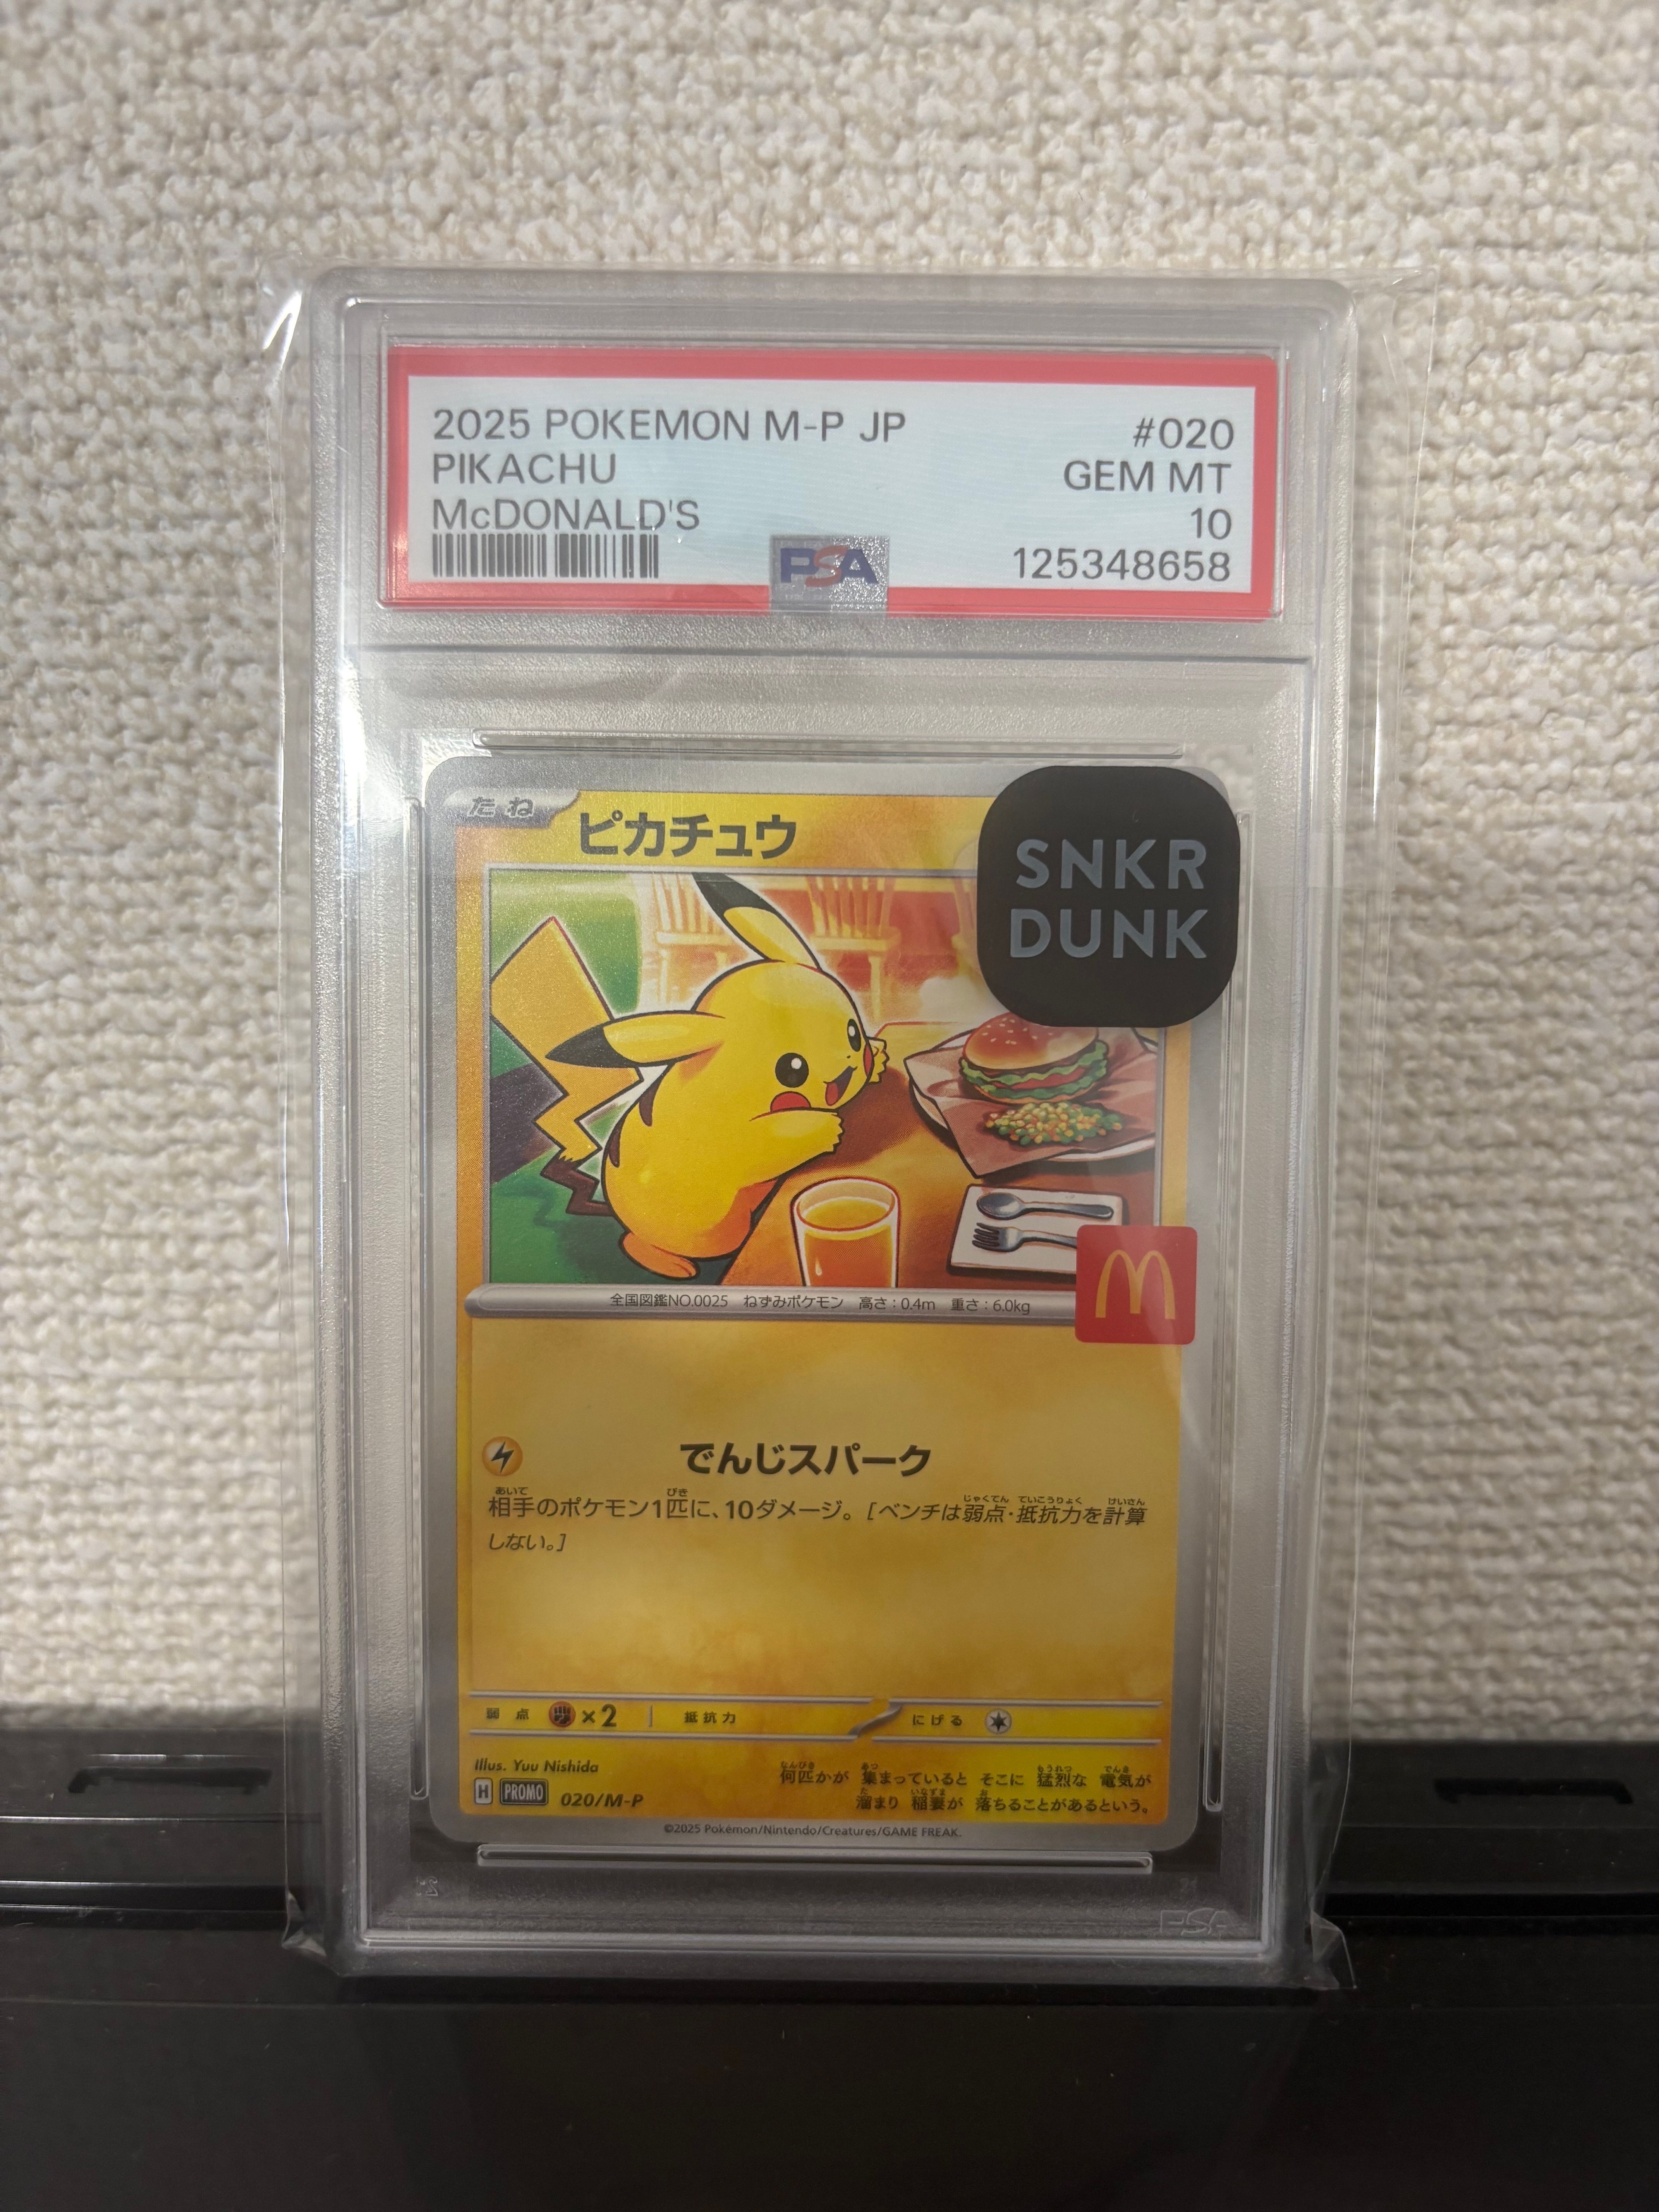 2025 POKEMON M-P JP #020
PIKACHU GEM MT
McDONALD'S 10
PSA 125348658
たね ピカチュウ
SNKR
DUNK
全国図鑑NO.0025 ねずみポケモン 高さ:0.4m 重さ:6.0kg
でんじスパーク
相手のポケモン1匹に、10ダメージ。[ベンチは弱点・抵抗力を計算
しない。]
弱点 ×2 抵抗力 にげる
Illus. Yuu Nishida
H PROMO 020/M-P
何匹かが 集まっていると そこに 猛烈な 電気が
溜まり 稲妻が 落ちることがあるという。
©2025 Pokémon/Nintendo/Creatures/GAME FREAK.
PSA